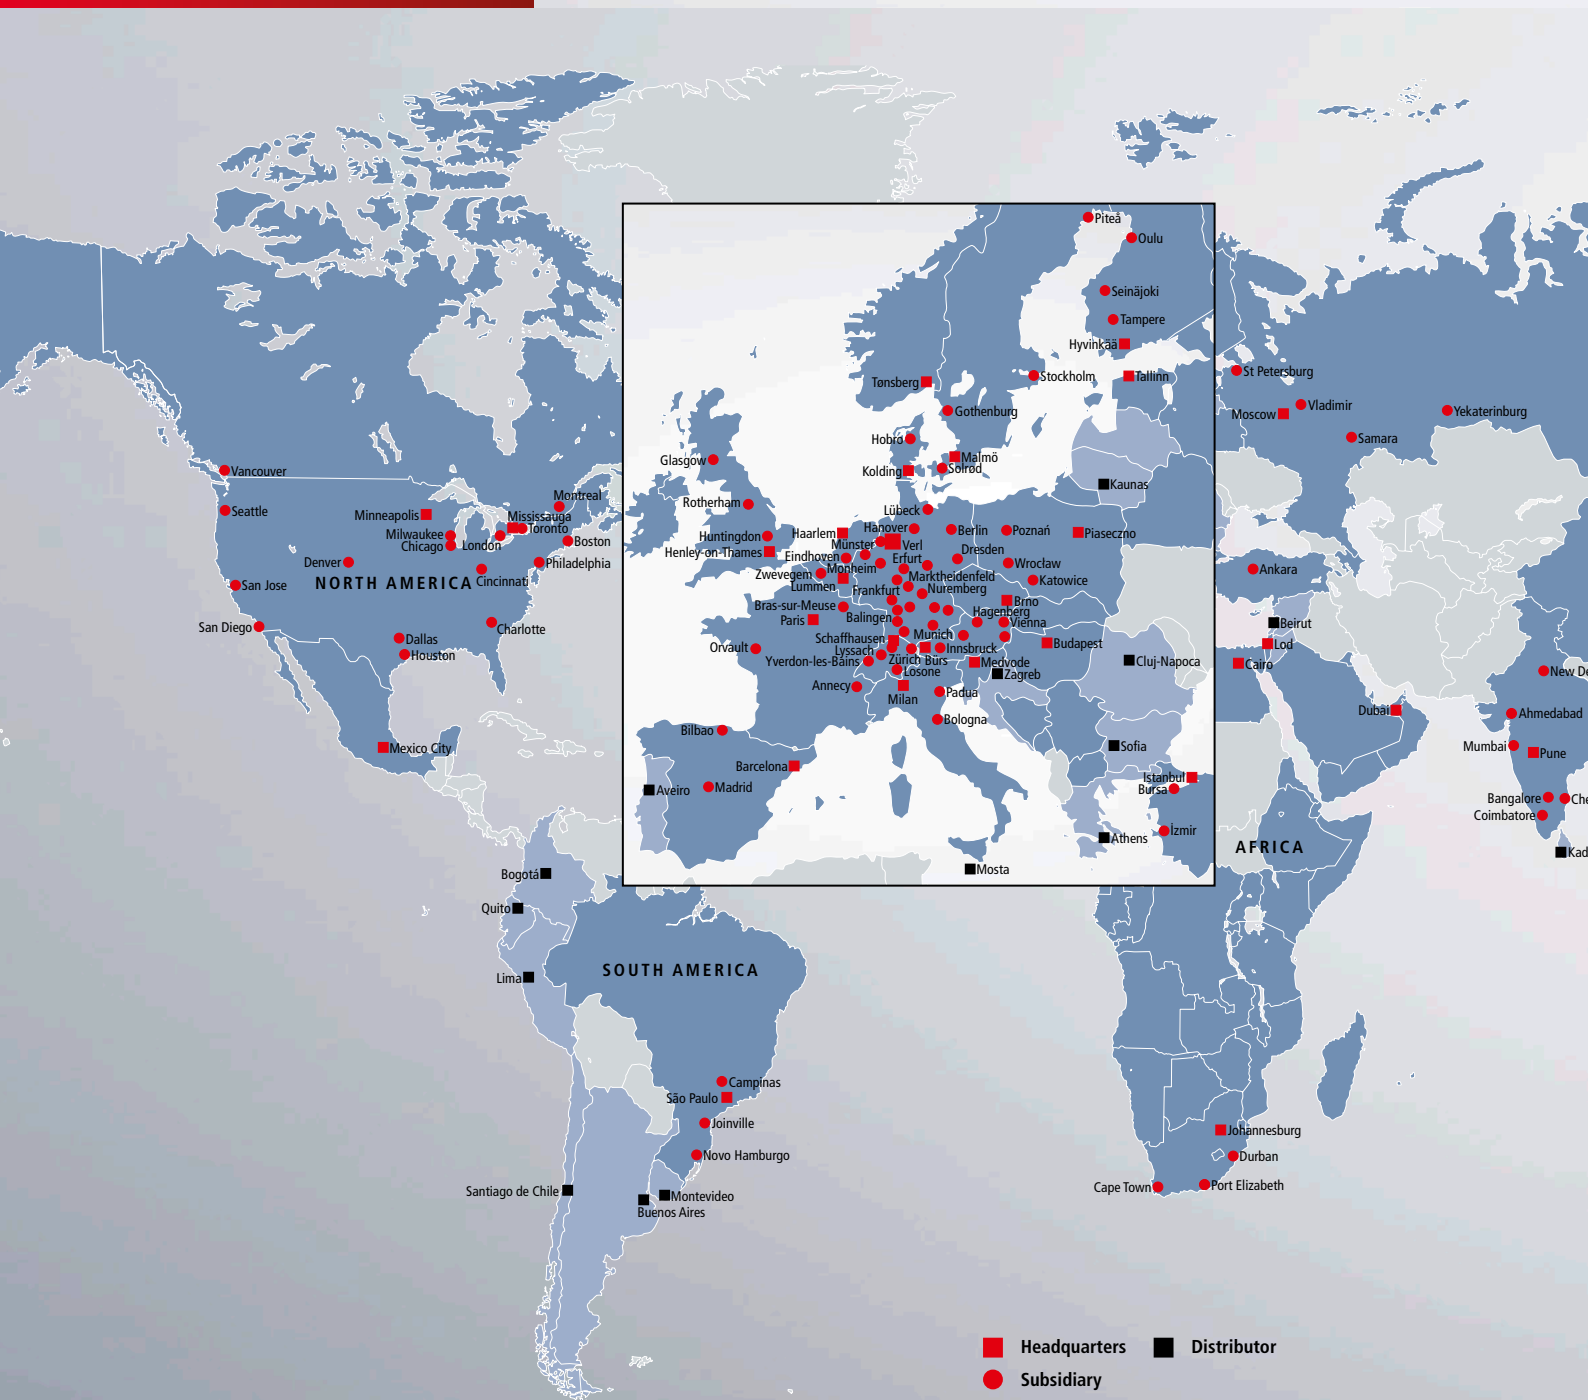 Piteå
Oulu
Seinäjoki
Tampere
Hyvinkää
Tønsberg
Stockholm
Tallinn
St Petersburg
Gothenburg
Moscow
Vladimir
Yekaterinburg
Hobro
Samara
Glasgow
Malmö
Kolding
Solrød
Vancouver
Kaunas
Montreal
Rotherham
Lübeck
Seattle
Minneapolis
Mississauga
Toronto
Hanover
Berlin
Poznań
Milwaukee
Huntingdon
Haarlem
Piaseczno
Chicago
London
Boston
Münster
Verl
Henley-on-Thames
Dresden
Eindhoven
Erfurt
Denver
Philadelphia
Wrocław
Monheim
Ankara
Zwevegem
Marktheidenfeld
Katowice
NORTH AMERICA
Cincinnati
San Jose
Lummen
Frankfurt
Nuremberg
Brno
Bras-sur-Meuse
Hagenberg
Paris
Balingen
Vienna
Beirut
San Diego
Charlotte
Munich
Dallas
Schaffhausen
Budapest
Lod
Orvault
Lyssach
Innsbruck
Houston
Yverdon-les-Bains
Zürich
Bürs
Medvode
Cluj-Napoca
Cairo
Losone
Zagreb
New De
Annecy
Milan
Padua
Dubai
Ahmedabad
Bologna
Bilbao
Mexico City
Sofia
Mumbai
Pune
Barcelona
Istanbul
Aveiro
Madrid
Bursa
Bangalore
Che
Coimbatore
İzmir
Athens
AFRICA
Kad
Mosta
Bogotá
Quito
SOUTH AMERICA
Lima
Campinas
São Paulo
Joinville
Johannesburg
Novo Hamburgo
Durban
Cape Town
Port Elizabeth
Santiago de Chile
Montevideo
Buenos Aires
Headquarters
Distributor
Subsidiary